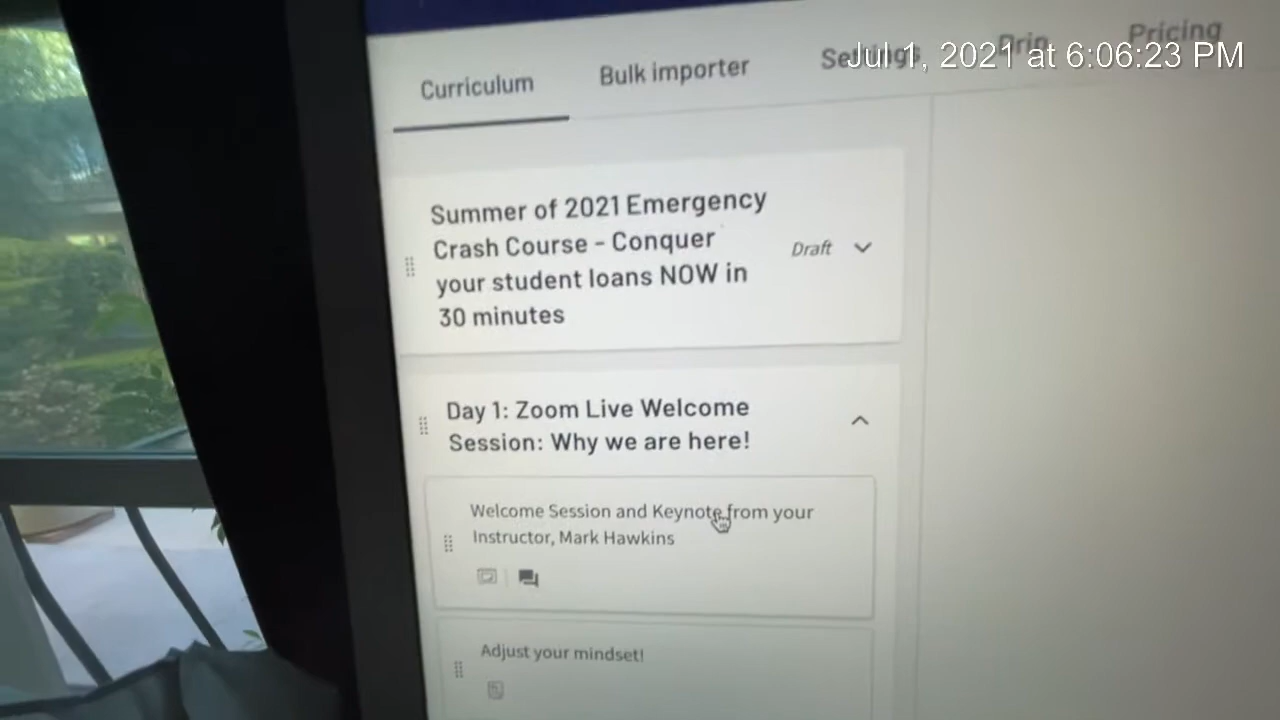 Curriculum
Bulk importer
Settings
Drip
Pricing
Jul 1, 2021 at 6:06:23 PM
Summer of 2021 Emergency
Crash Course - Conquer
your student loans NOW in
30 minutes
Draft
Day 1: Zoom Live Welcome
Session: Why we are here!
Welcome Session and Keynote from your
Instructor, Mark Hawkins
Adjust your mindset!